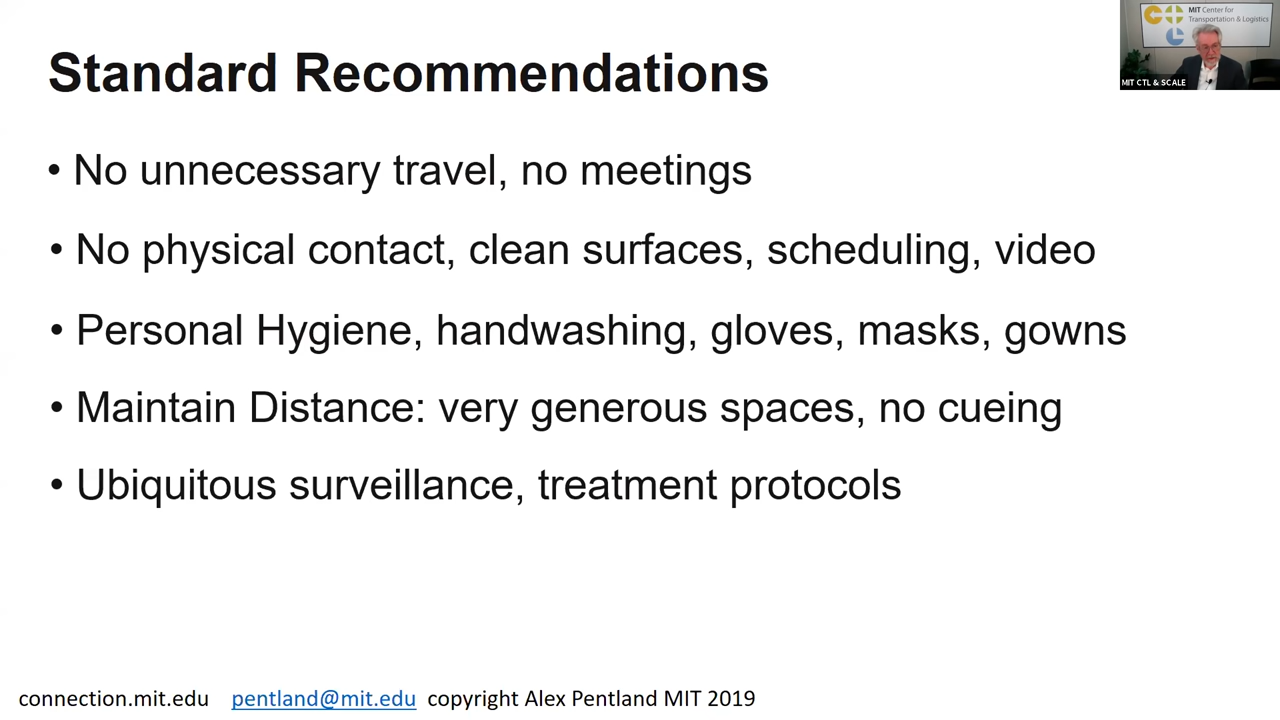 Standard Recommendations
MIT Center for
Transportation & Logistics
MIT CTL & SCALE
• No unnecessary travel, no meetings
• No physical contact, clean surfaces, scheduling, video
• Personal Hygiene, handwashing, gloves, masks, gowns
• Maintain Distance: very generous spaces, no cueing
• Ubiquitous surveillance, treatment protocols
connection.mit.edu pentland@mit.edu copyright Alex Pentland MIT 2019